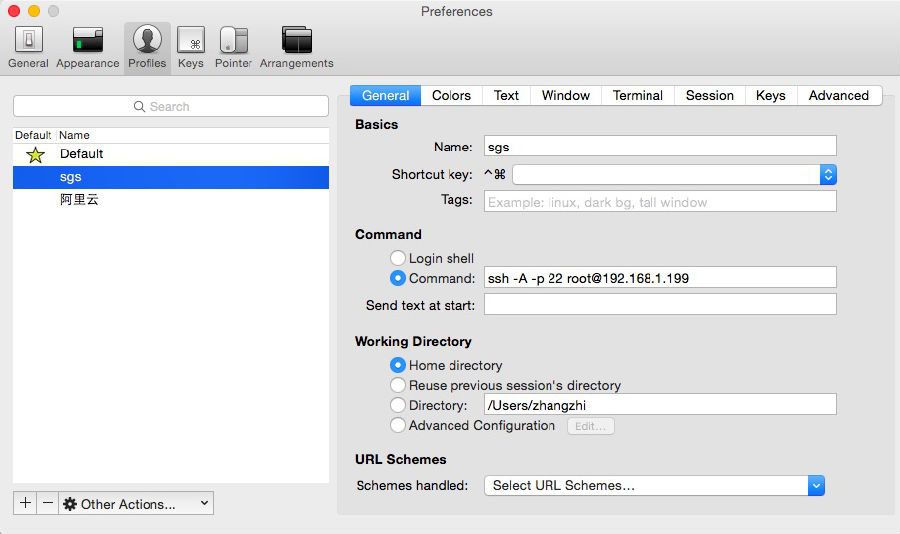 Preferences
General Appearance Profiles Keys Pointer Arrangements
Search
Default Name
Default
sgs
阿里云
Other Actions...
General Colors Text Window Terminal Session Keys Advanced
Basics
Name: sgs
Shortcut key: ^⌘
Tags: Example: linux, dark bg, tall window
Command
Login shell
Command: ssh -A -p 22 root@192.168.1.199
Send text at start:
Working Directory
Home directory
Reuse previous session's directory
Directory: /Users/zhangzhi
Advanced Configuration Edit...
URL Schemes
Schemes handled: Select URL Schemes...